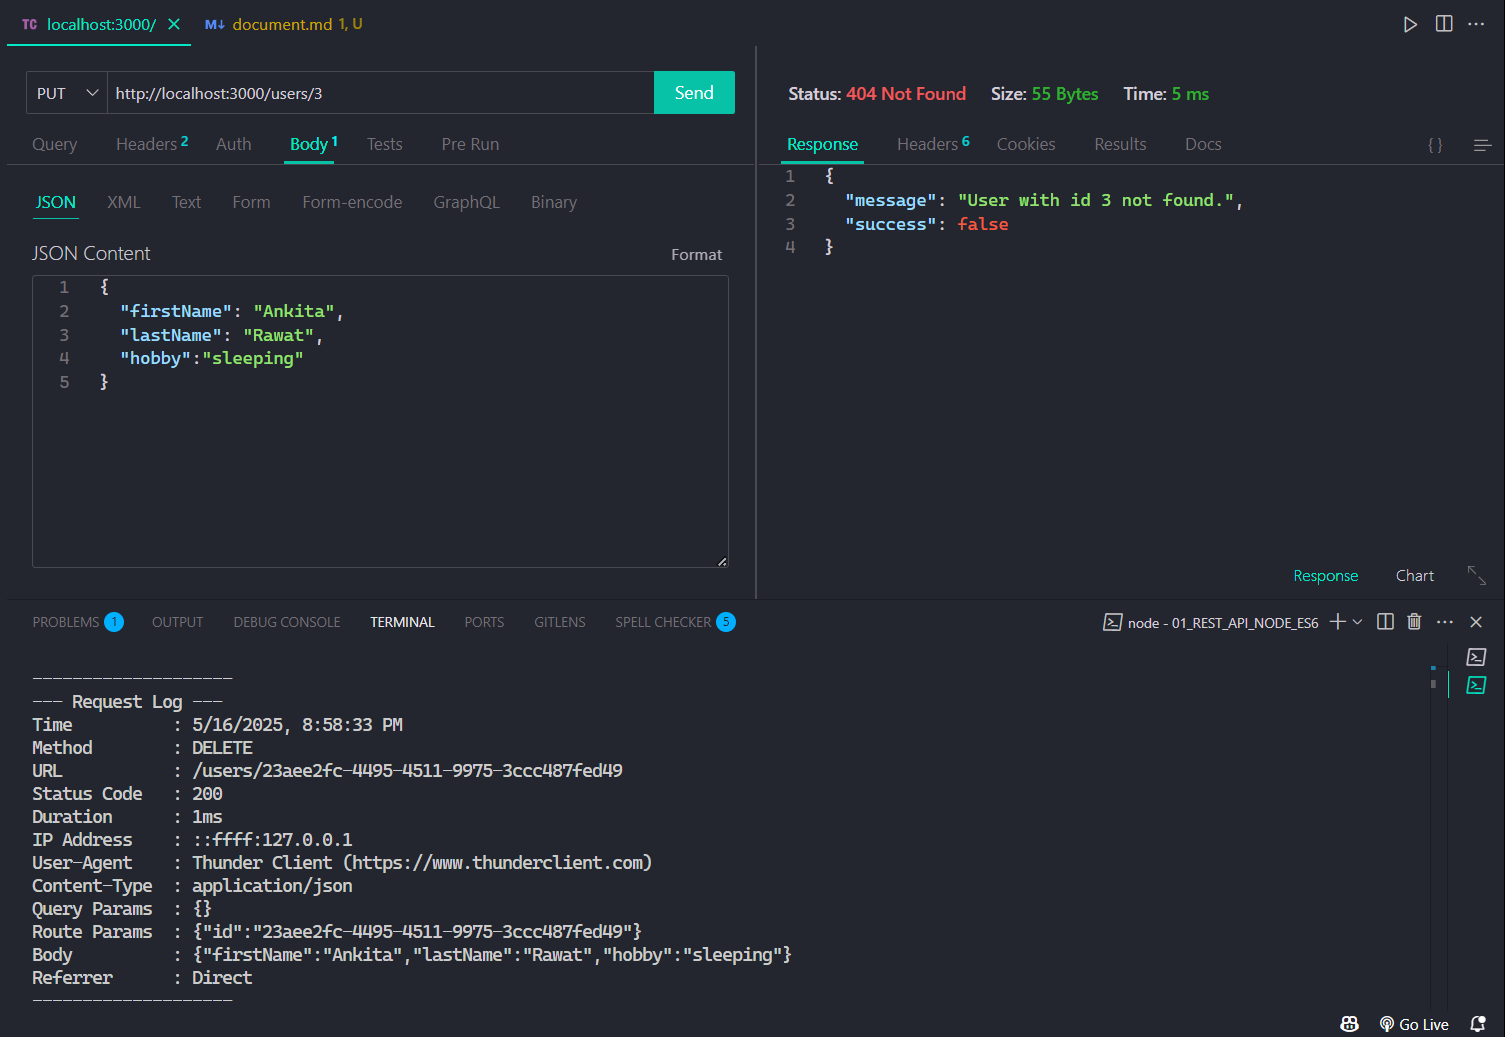 TC localhost:3000/
M↓ document.md 1, U
PUT http://localhost:3000/users/3 Send
Query Headers 2 Auth Body 1 Tests Pre Run
JSON XML Text Form Form-encode GraphQL Binary
JSON Content Format
1 {
2 "firstName": "Ankita",
3 "lastName": "Rawat",
4 "hobby":"sleeping"
5 }
Status: 404 Not Found Size: 55 Bytes Time: 5 ms
Response Headers 6 Cookies Results Docs {}
1 {
2 "message": "User with id 3 not found.",
3 "success": false
4 }
Response Chart
PROBLEMS 1 OUTPUT DEBUG CONSOLE TERMINAL PORTS GITLENS SPELL CHECKER 5 node - 01_REST_API_NODE_ES6
--------------------
--- Request Log ---
Time : 5/16/2025, 8:58:33 PM
Method : DELETE
URL : /users/23aee2fc-4495-4511-9975-3ccc487fed49
Status Code : 200
Duration : 1ms
IP Address : ::ffff:127.0.0.1
User-Agent : Thunder Client (https://www.thunderclient.com)
Content-Type : application/json
Query Params : {}
Route Params : {"id":"23aee2fc-4495-4511-9975-3ccc487fed49"}
Body : {"firstName":"Ankita","lastName":"Rawat","hobby":"sleeping"}
Referrer : Direct
--------------------
Go Live